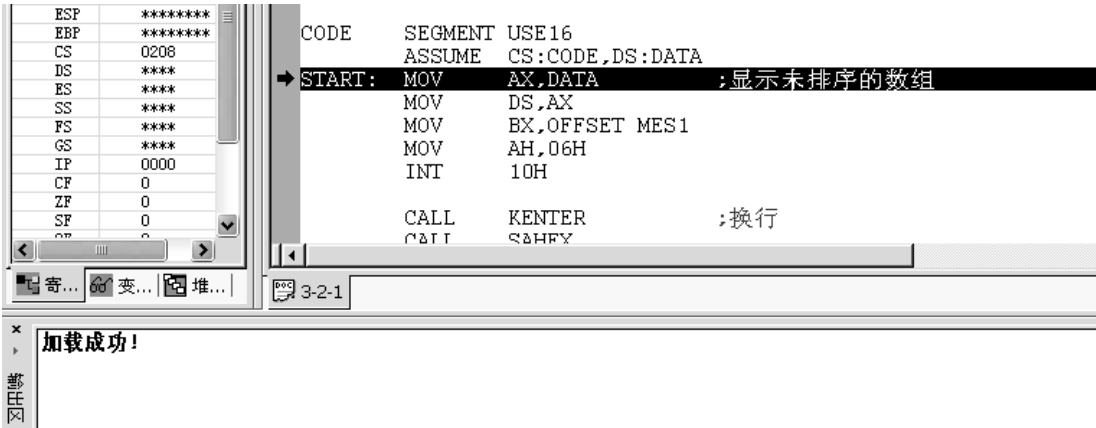 ESP ********
EBP ********
CS 0208
DS ****
ES ****
SS ****
FS ****
GS ****
IP 0000
CF 0
ZF 0
SF 0
CODE SEGMENT USE16
ASSUME CS:CODE,DS:DATA
START: MOV AX,DATA ;显示未排序的数组
MOV DS,AX
MOV BX,OFFSET MES1
MOV AH,06H
INT 10H
CALL KENTER ;换行
CALL SAHEX
寄... 变... 堆...
3-2-1
加载成功!